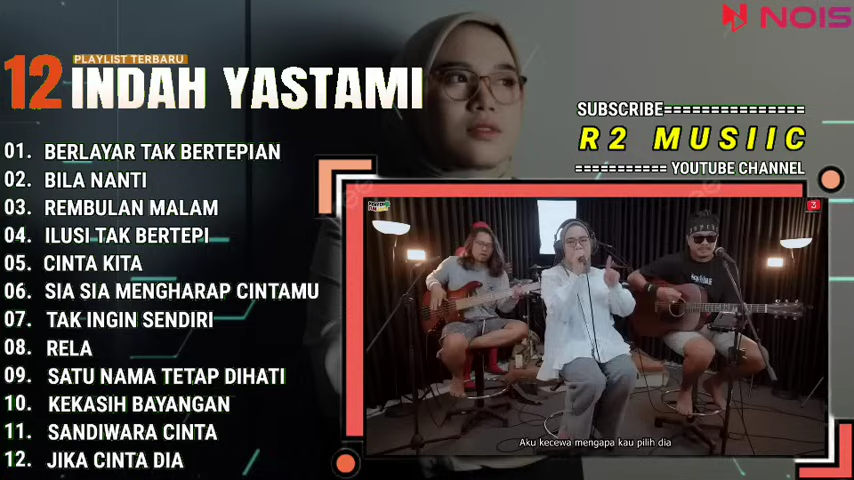 NOIS
PLAYLIST TERBARU
12 INDAH YASTAMI
SUBSCRIBE================
R2 MUSIIC
=========== YOUTUBE CHANNEL
01. BERLAYAR TAK BERTEPIAN
02. BILA NANTI
03. REMBULAN MALAM
04. ILUSI TAK BERTEPI
05. CINTA KITA
06. SIA SIA MENGHARAP CINTAMU
07. TAK INGIN SENDIRI
08. RELA
09. SATU NAMA TETAP DIHATI
10. KEKASIH BAYANGAN
11. SANDIWARA CINTA
12. JIKA CINTA DIA
3
Aku kecewa mengapa kau pilih dia